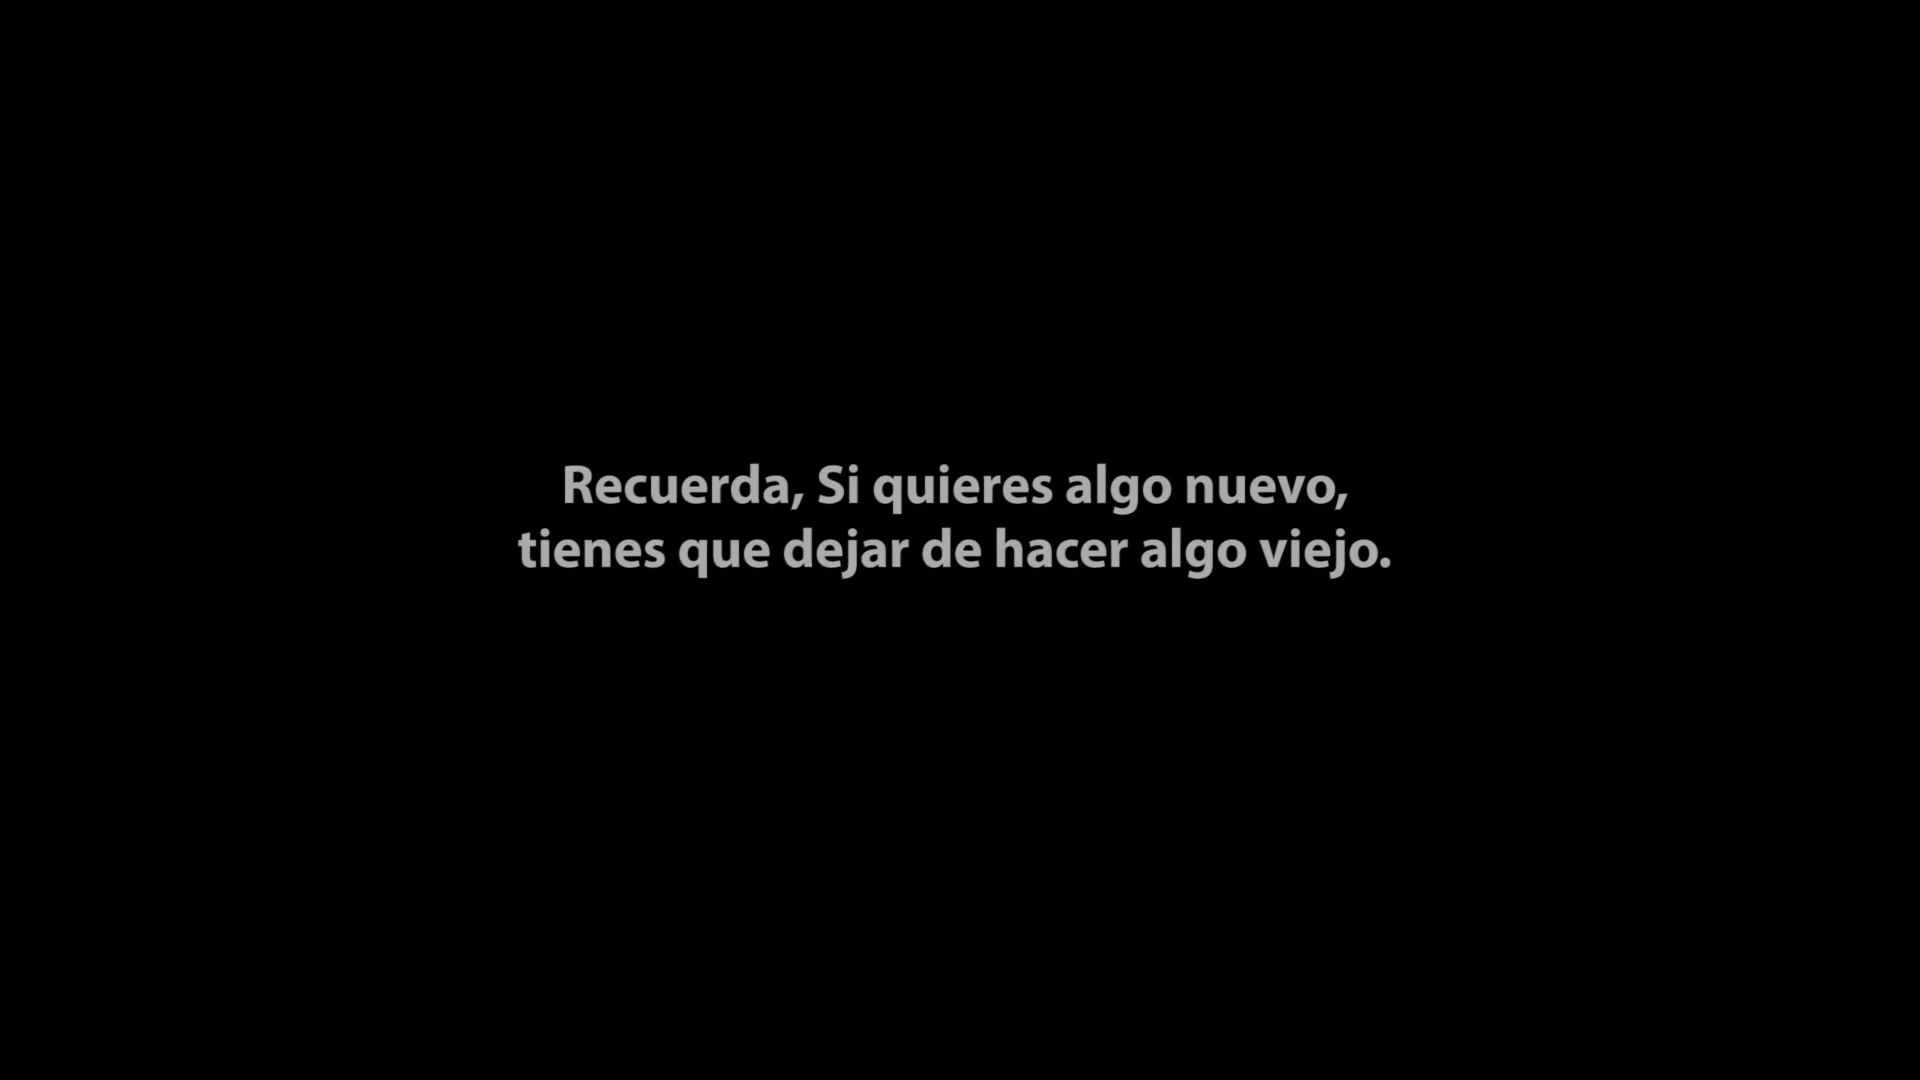 Recuerda, Si quieres algo nuevo,
tienes que dejar de hacer algo viejo.